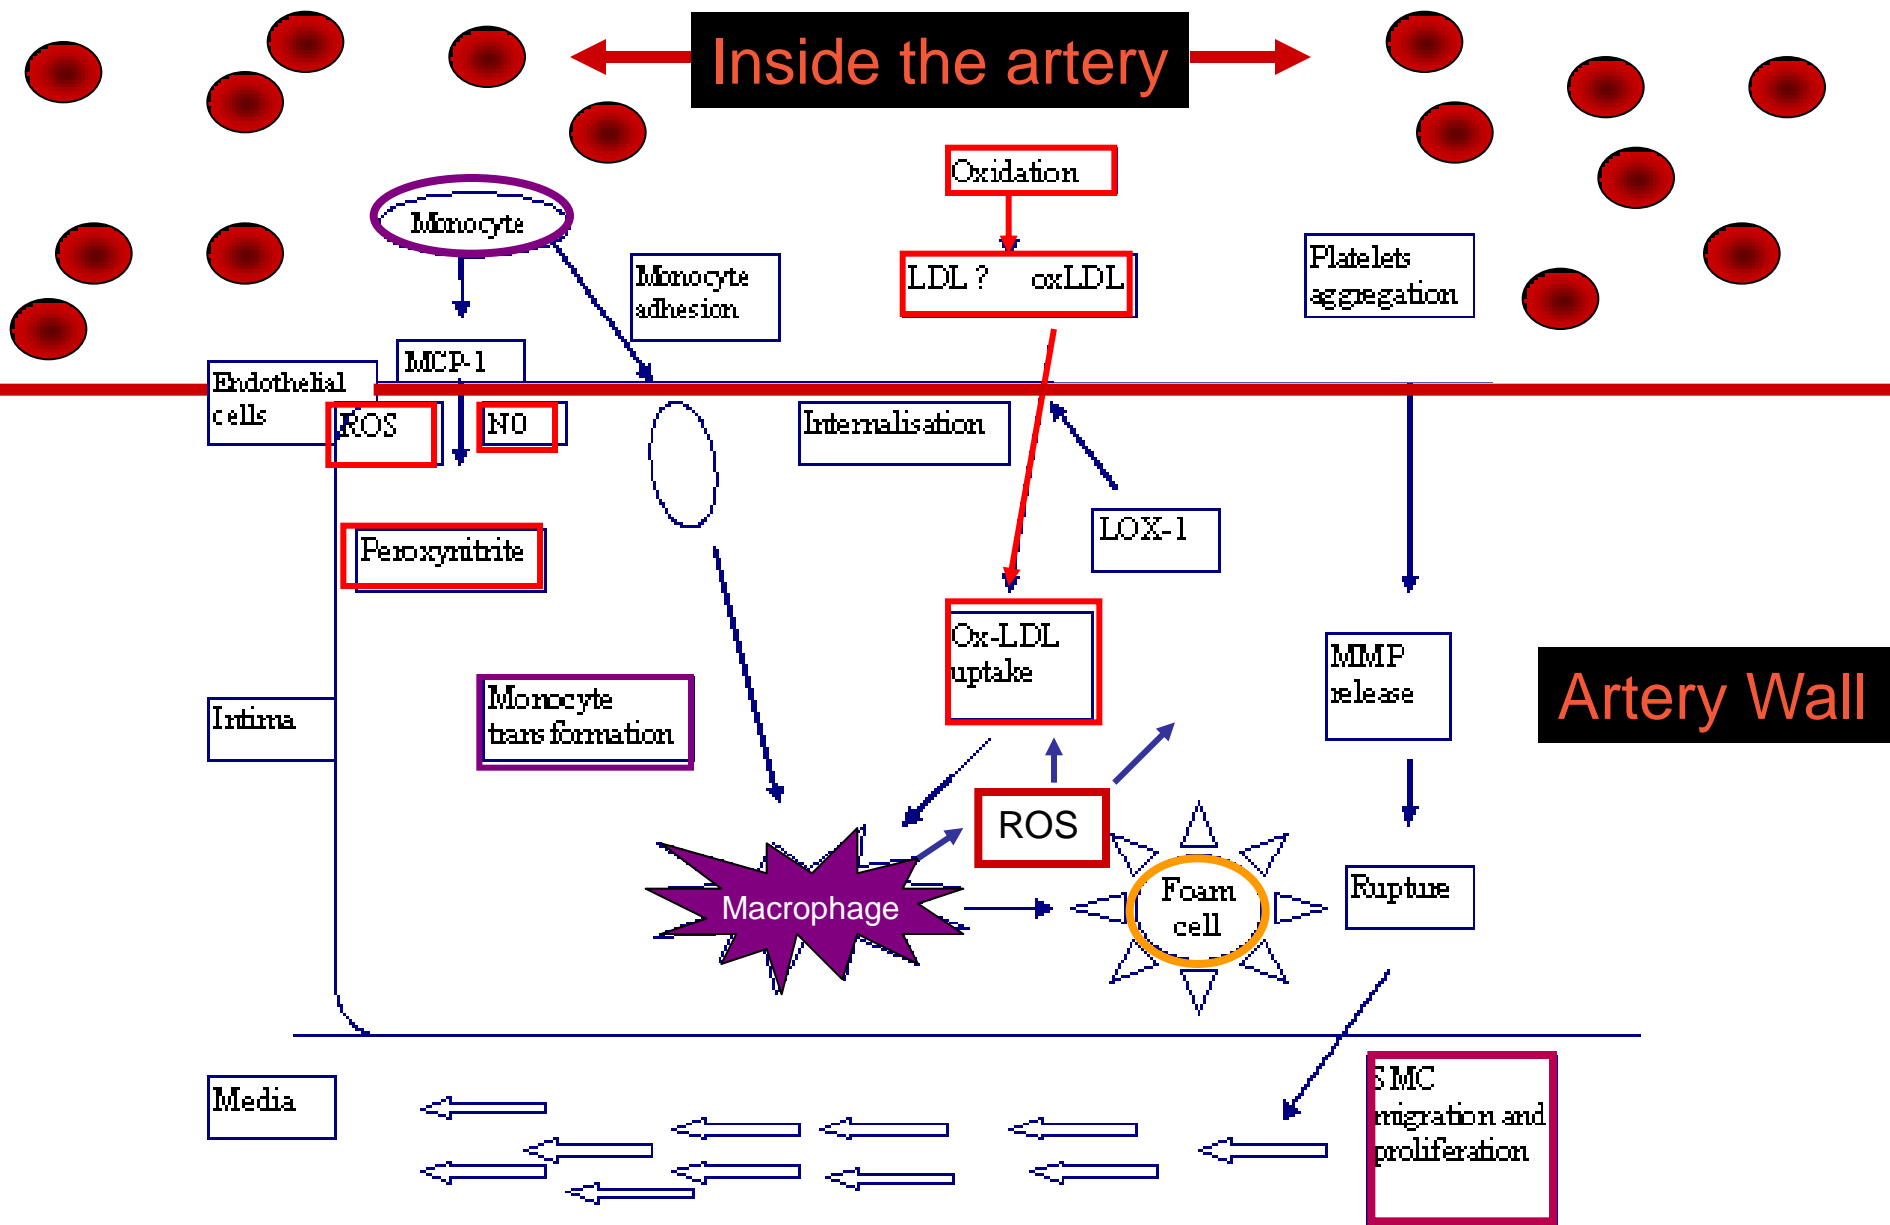 Inside the artery
Oxidation
Monocyte
Monocyte
adhesion
LDL ? oxLDL
Platelets
aggregation
MCP-1
Endothelial
cells
ROS
NO
Internalisation
LOX-1
Peroxynitrite
Ox-LDL
uptake
MMP
release
Artery Wall
Intima
Monocyte
transformation
ROS
Macrophage
Foam
cell
Rupture
Media
SMC
migration and
proliferation